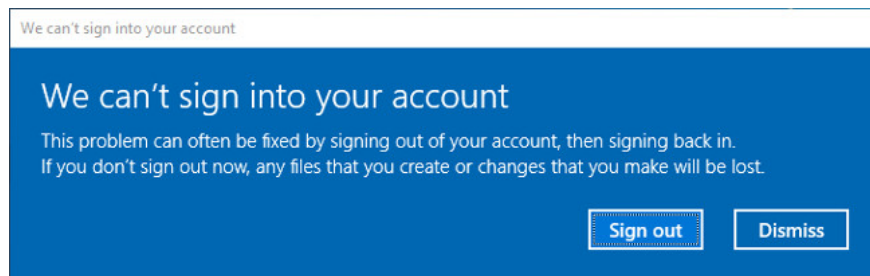 We can't sign into your account
We can't sign into your account
This problem can often be fixed by signing out of your account, then signing back in.
If you don't sign out now, any files that you create or changes that you make will be lost.
Sign out Dismiss